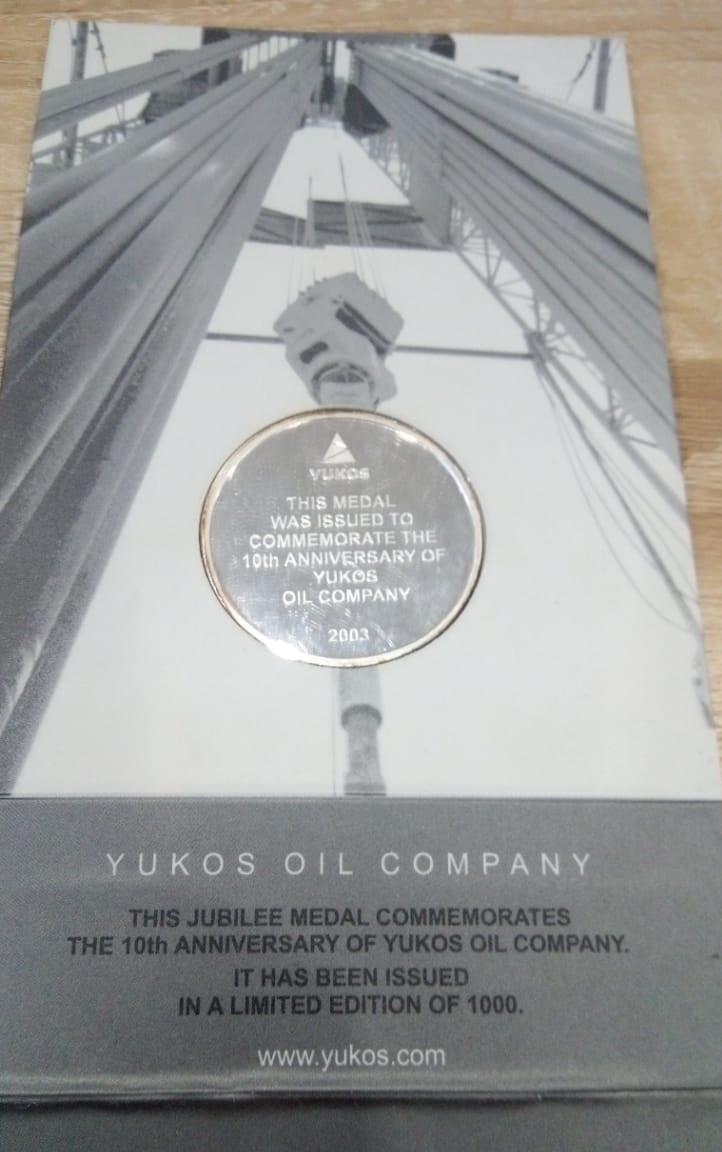 YUKOS
THIS MEDAL
WAS ISSUED TO
COMMEMORATE THE
10th ANNIVERSARY OF
YUKOS
OIL COMPANY
2003
YUKOS OIL COMPANY
THIS JUBILEE MEDAL COMMEMORATES
THE 10th ANNIVERSARY OF YUKOS OIL COMPANY.
IT HAS BEEN ISSUED
IN A LIMITED EDITION OF 1000.
www.yukos.com